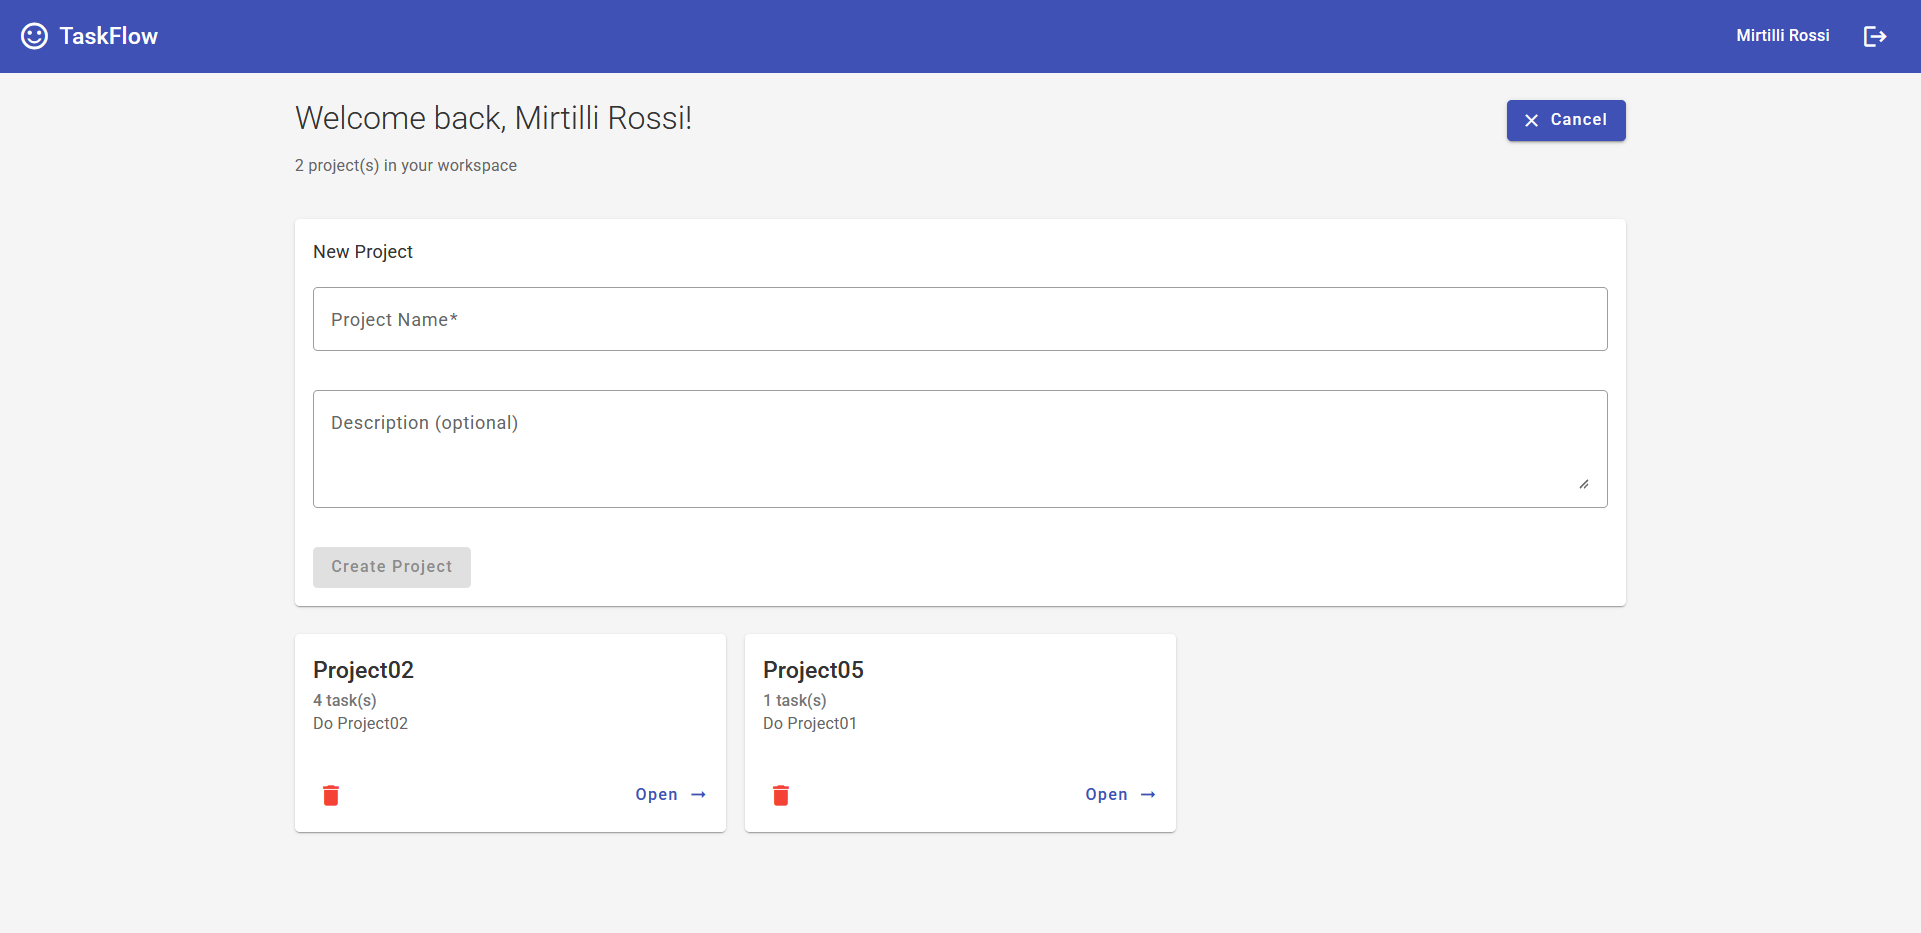 TaskFlow
Mirtilli Rossi
Welcome back, Mirtilli Rossi!
Cancel
2 project(s) in your workspace
New Project
Project Name*
Description (optional)
Create Project
Project02
4 task(s)
Do Project02
Open
Project05
1 task(s)
Do Project01
Open